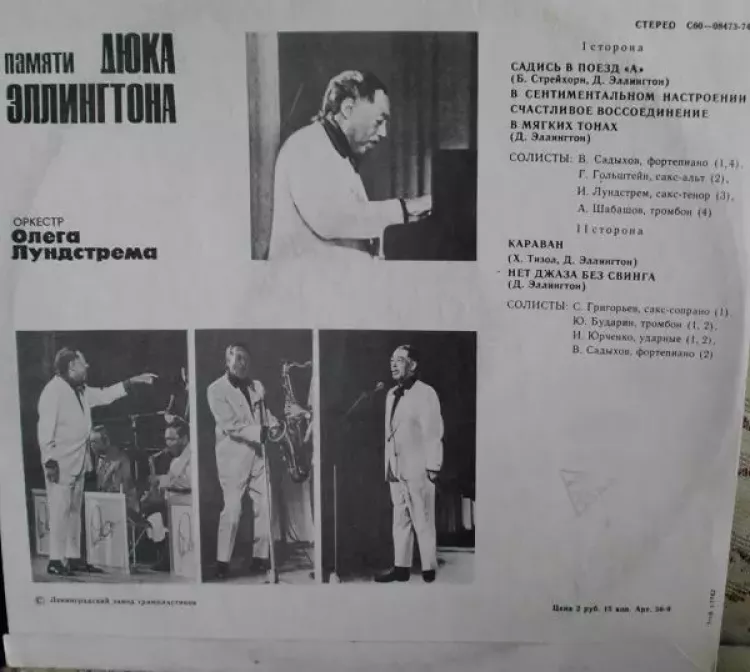 СТЕРЕО С60—08473-74
памяти ДЮКА
ЭЛЛИНГТОНА
ОРКЕСТР
Олега
Лундстрема
I сторона
САДИСЬ В ПОЕЗД «А»
(Б. Стрейхорн, Д. Эллингтон)
В СЕНТИМЕНТАЛЬНОМ НАСТРОЕНИИ
СЧАСТЛИВОЕ ВОССОЕДИНЕНИЕ
В МЯГКИХ ТОНАХ
(Д. Эллингтон)
СОЛИСТЫ: В. Садыхов, фортепиано (1,4),
Г. Гольштейн, сакс-альт (2),
И. Лундстрем, сакс-тенор (3),
А. Шабашов, тромбон (4)
II сторона
КАРАВАН
(Х. Тизол, Д. Эллингтон)
НЕТ ДЖАЗА БЕЗ СВИНГА
(Д. Эллингтон)
СОЛИСТЫ: С. Григорьев, сакс-сопрано (1)
Ю. Бударин, тромбон (1, 2),
И. Юрченко, ударные (1, 2),
В. Садыхов, фортепиано (2)
© Ленинградский завод грампластинок
Цена 2 руб. 15 коп. Арт. 36-9